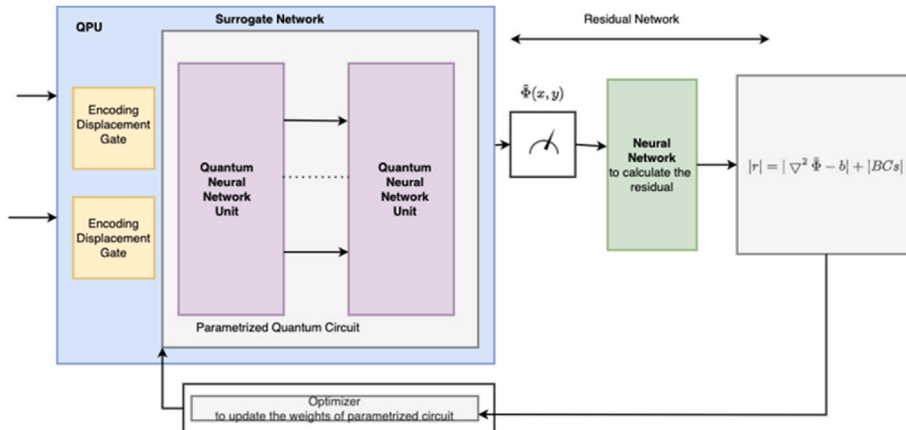 Surrogate Network
QPU
Residual Network
Encoding
Displacement
Gate
Encoding
Displacement
Gate
Quantum
Neural
Network
Unit
Quantum
Neural
Network
Unit
Parametrized Quantum Circuit
Φ̃(x, y)
Neural
Network
to calculate the
residual
|r| = | ▽² Φ̃ − b| + |BCs|
Optimizer
to update the weights of parametrized circuit